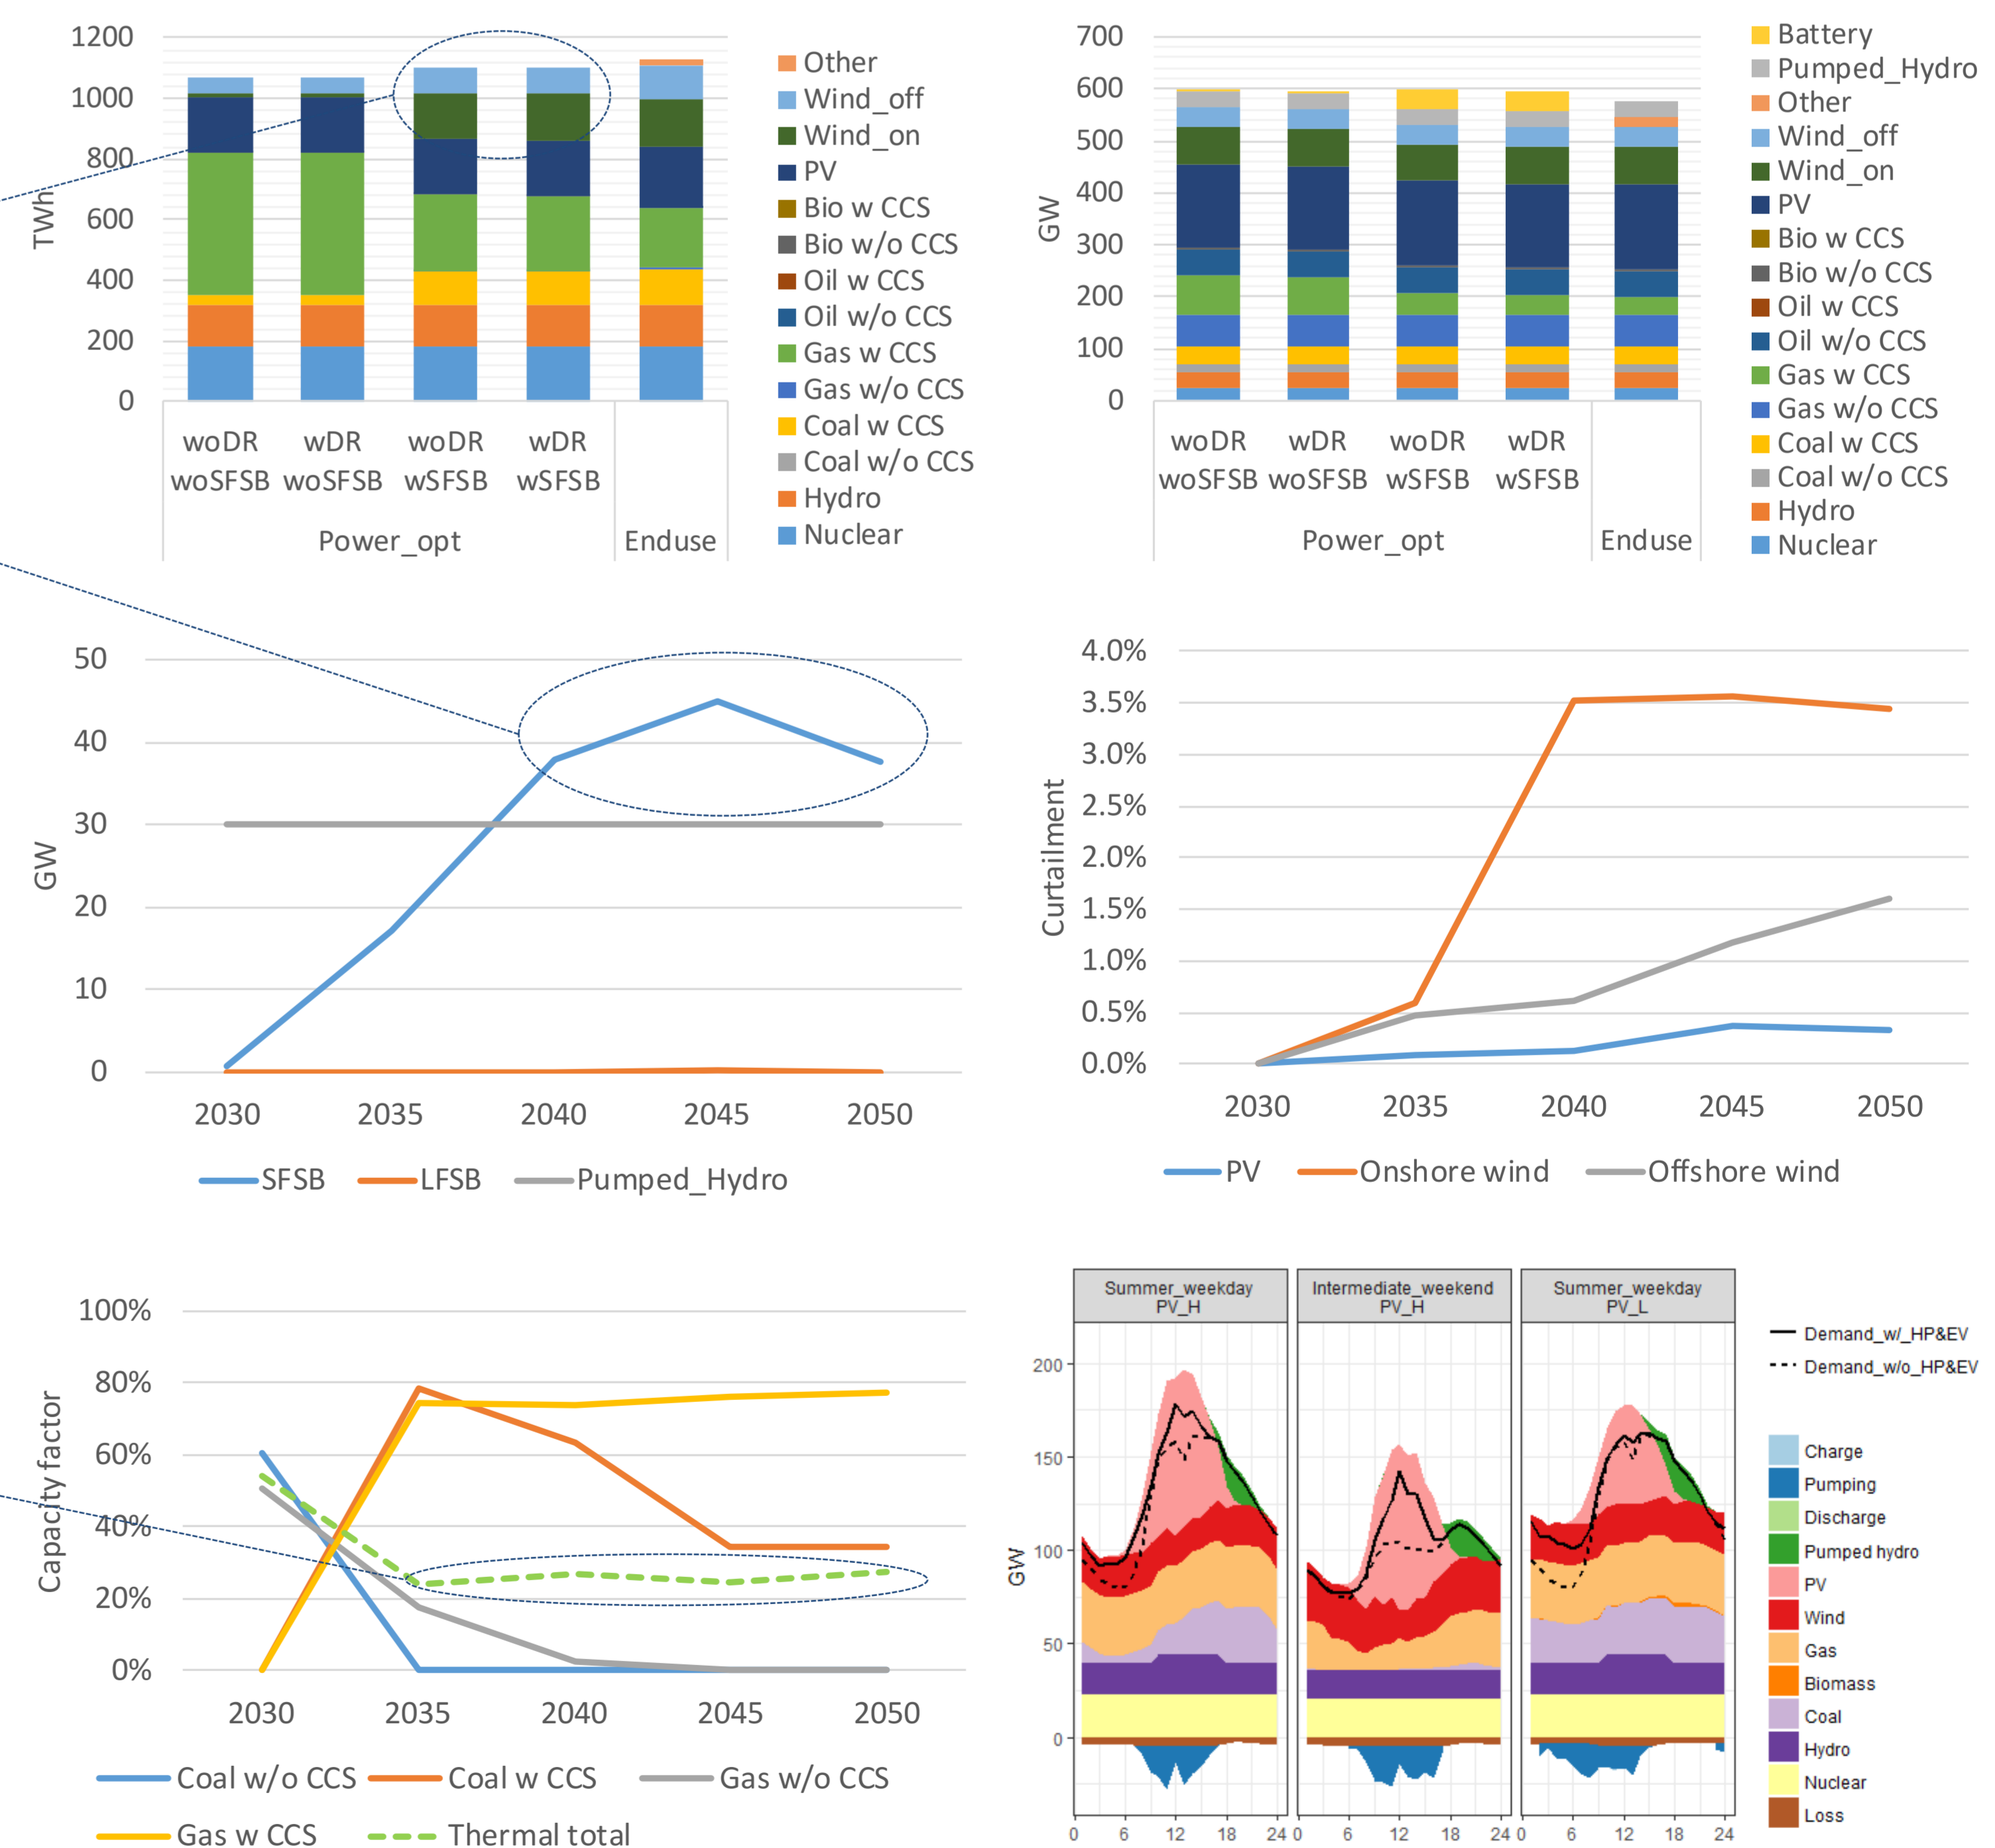 1200
1000
800
600
400
200
0
TWh
woDR
woSFSB
wDR
woSFSB
woDR
wSFSB
wDR
wSFSB
Power_opt
Enduse
Other
Wind_off
Wind_on
PV
Bio w CCS
Bio w/o CCS
Oil w CCS
Oil w/o CCS
Gas w CCS
Gas w/o CCS
Coal w CCS
Coal w/o CCS
Hydro
Nuclear
700
600
500
400
300
200
100
0
GW
woDR
woSFSB
wDR
woSFSB
woDR
wSFSB
wDR
wSFSB
Power_opt
Enduse
Battery
Pumped_Hydro
Other
Wind_off
Wind_on
PV
Bio w CCS
Bio w/o CCS
Oil w CCS
Oil w/o CCS
Gas w CCS
Gas w/o CCS
Coal w CCS
Coal w/o CCS
Hydro
Nuclear
50
40
30
20
10
0
GW
2030 2035 2040 2045 2050
SFSB LFSB Pumped_Hydro
4.0%
3.5%
3.0%
2.5%
2.0%
1.5%
1.0%
0.5%
0.0%
Curtailment
2030 2035 2040 2045 2050
PV Onshore wind Offshore wind
100%
80%
60%
40%
20%
0%
Capacity factor
2030 2035 2040 2045 2050
Coal w/o CCS Coal w CCS Gas w/o CCS
Gas w CCS Thermal total
Summer_weekday
PV_H
Intermediate_weekend
PV_H
Summer_weekday
PV_L
200
150
100
50
0
GW
0 6 12 18 24 0 6 12 18 24 0 6 12 18 24
Demand_w/_HP&EV
Demand_w/o_HP&EV
Charge
Pumping
Discharge
Pumped hydro
PV
Wind
Gas
Biomass
Coal
Hydro
Nuclear
Loss